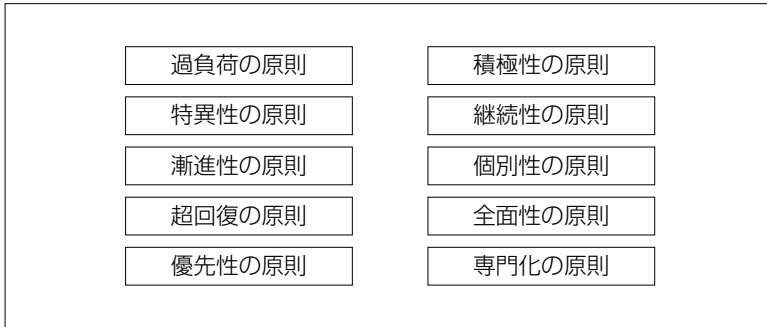 過負荷の原則
特異性の原則
漸進性の原則
超回復の原則
優先性の原則
積極性の原則
継続性の原則
個別性の原則
全面性の原則
専門化の原則